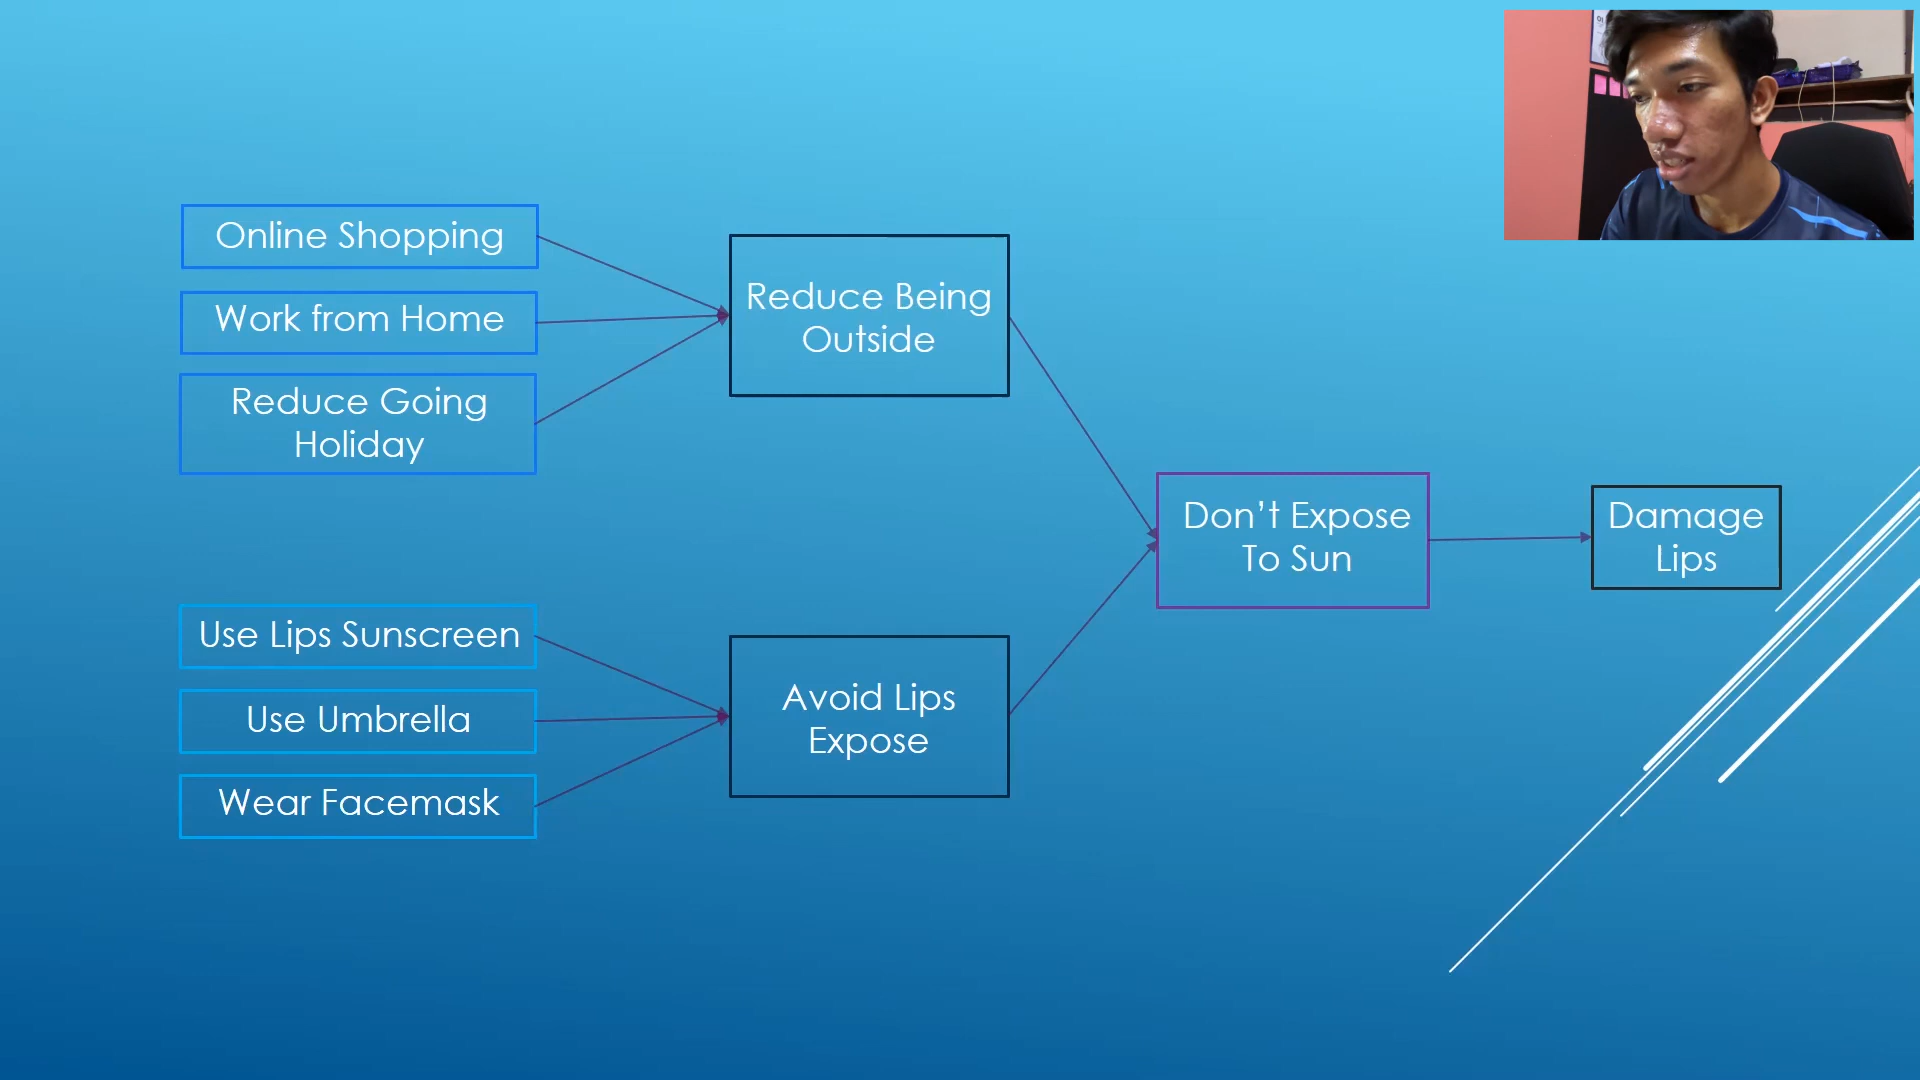 Online Shopping
Work from Home
Reduce Going
Holiday
Reduce Being
Outside
Use Lips Sunscreen
Use Umbrella
Wear Facemask
Avoid Lips
Expose
Don’t Expose
To Sun
Damage
Lips